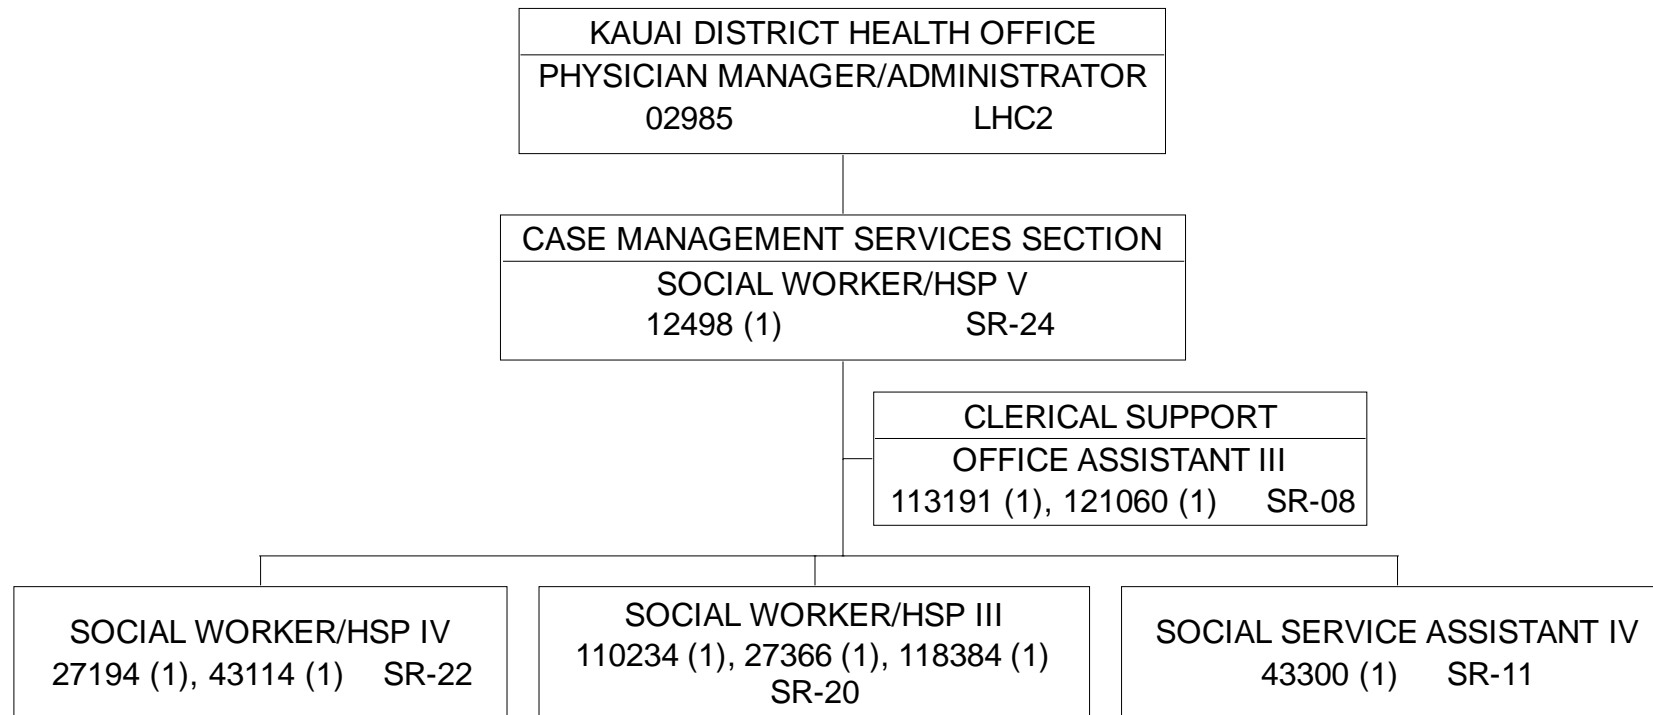 KAUAI DISTRICT HEALTH OFFICE
PHYSICIAN MANAGER/ADMINISTRATOR
02985 LHC2
CASE MANAGEMENT SERVICES SECTION
SOCIAL WORKER/HSP V
12498 (1) SR-24
CLERICAL SUPPORT
OFFICE ASSISTANT III
113191 (1), 121060 (1) SR-08
SOCIAL WORKER/HSP IV
27194 (1), 43114 (1) SR-22
SOCIAL WORKER/HSP III
110234 (1), 27366 (1), 118384 (1)
SR-20
SOCIAL SERVICE ASSISTANT IV
43300 (1) SR-11